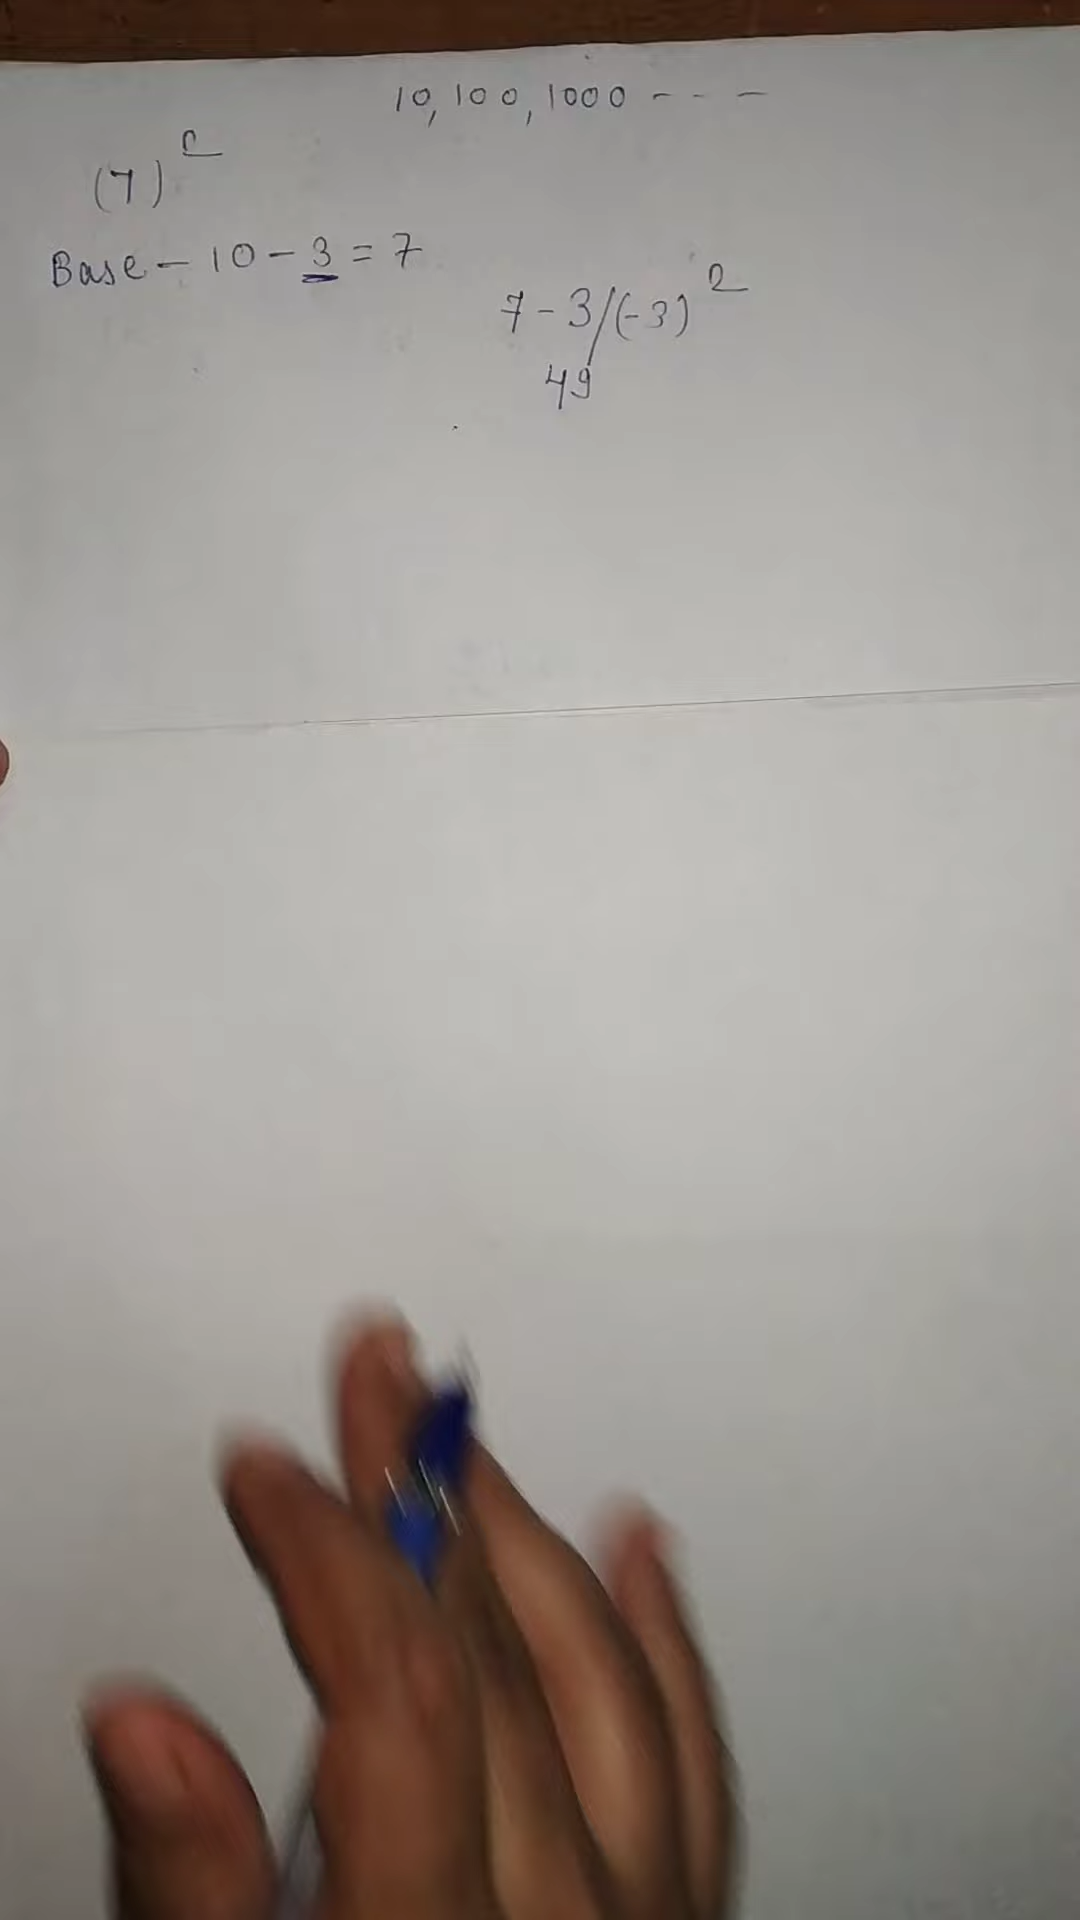 10, 100, 1000 - - -
(7)²
Base - 10 - 3 = 7
7 - 3/(-3)²
49